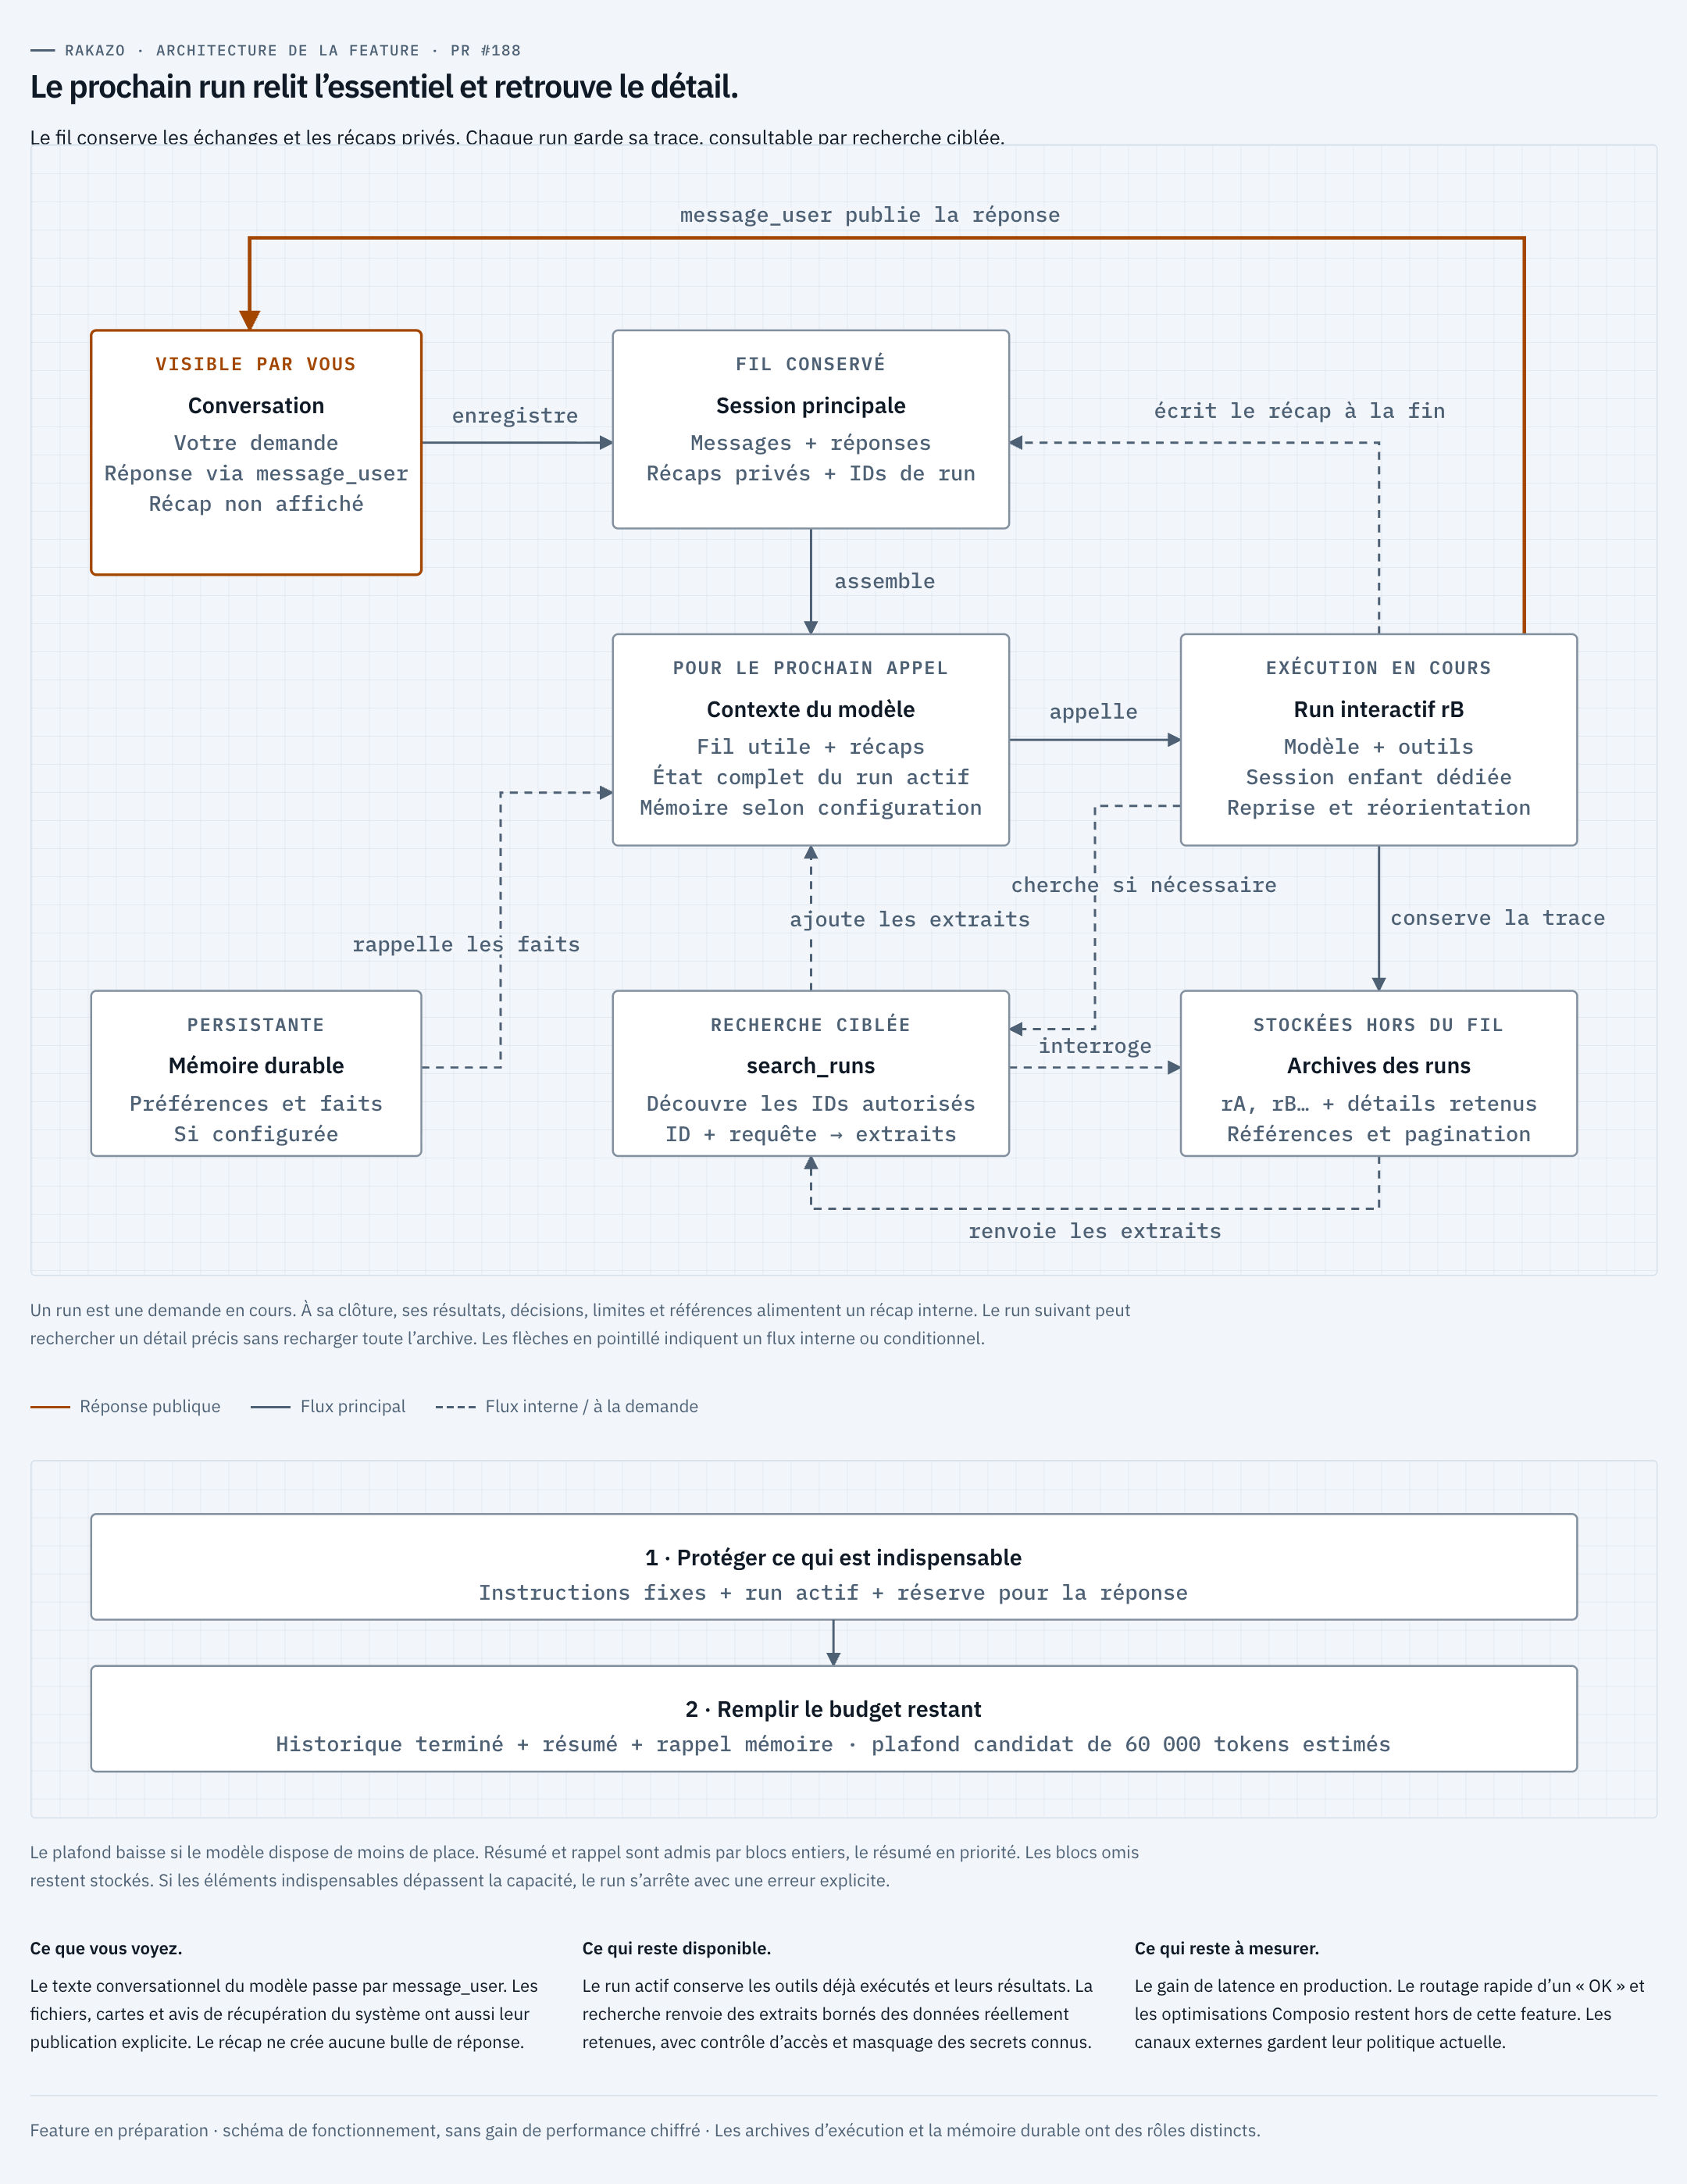 RAKAZO · ARCHITECTURE DE LA FEATURE · PR #188
Le prochain run relit l’essentiel et retrouve le détail.
Le fil conserve les échanges et les récaps privés. Chaque run garde sa trace, consultable par recherche ciblée.
message_user publie la réponse
VISIBLE PAR VOUS
Conversation
Votre demande
Réponse via message_user
Récap non affiché
enregistre
FIL CONSERVÉ
Session principale
Messages + réponses
Récaps privés + IDs de run
écrit le récap à la fin
assemble
POUR LE PROCHAIN APPEL
Contexte du modèle
Fil utile + récaps
État complet du run actif
Mémoire selon configuration
appelle
EXÉCUTION EN COURS
Run interactif rB
Modèle + outils
Session enfant dédiée
Reprise et réorientation
cherche si nécessaire
ajoute les extraits
conserve la trace
rappelle les faits
PERSISTANTE
Mémoire durable
Préférences et faits
Si configurée
RECHERCHE CIBLÉE
search_runs
Découvre les IDs autorisés
ID + requête → extraits
interroge
STOCKÉES HORS DU FIL
Archives des runs
rA, rB… + détails retenus
Références et pagination
renvoie les extraits
Un run est une demande en cours. À sa clôture, ses résultats, décisions, limites et références alimentent un récap interne. Le run suivant peut
rechercher un détail précis sans recharger toute l’archive. Les flèches en pointillé indiquent un flux interne ou conditionnel.
Réponse publique
Flux principal
Flux interne / à la demande
1 · Protéger ce qui est indispensable
Instructions fixes + run actif + réserve pour la réponse
2 · Remplir le budget restant
Historique terminé + résumé + rappel mémoire · plafond candidat de 60 000 tokens estimés
Le plafond baisse si le modèle dispose de moins de place. Résumé et rappel sont admis par blocs entiers, le résumé en priorité. Les blocs omis
restent stockés. Si les éléments indispensables dépassent la capacité, le run s’arrête avec une erreur explicite.
Ce que vous voyez.
Le texte conversationnel du modèle passe par message_user. Les
fichiers, cartes et avis de récupération du système ont aussi leur
publication explicite. Le récap ne crée aucune bulle de réponse.
Ce qui reste disponible.
Le run actif conserve les outils déjà exécutés et leurs résultats. La
recherche renvoie des extraits bornés des données réellement
retenues, avec contrôle d’accès et masquage des secrets connus.
Ce qui reste à mesurer.
Le gain de latence en production. Le routage rapide d’un « OK » et
les optimisations Composio restent hors de cette feature. Les
canaux externes gardent leur politique actuelle.
Feature en préparation · schéma de fonctionnement, sans gain de performance chiffré · Les archives d’exécution et la mémoire durable ont des rôles distincts.